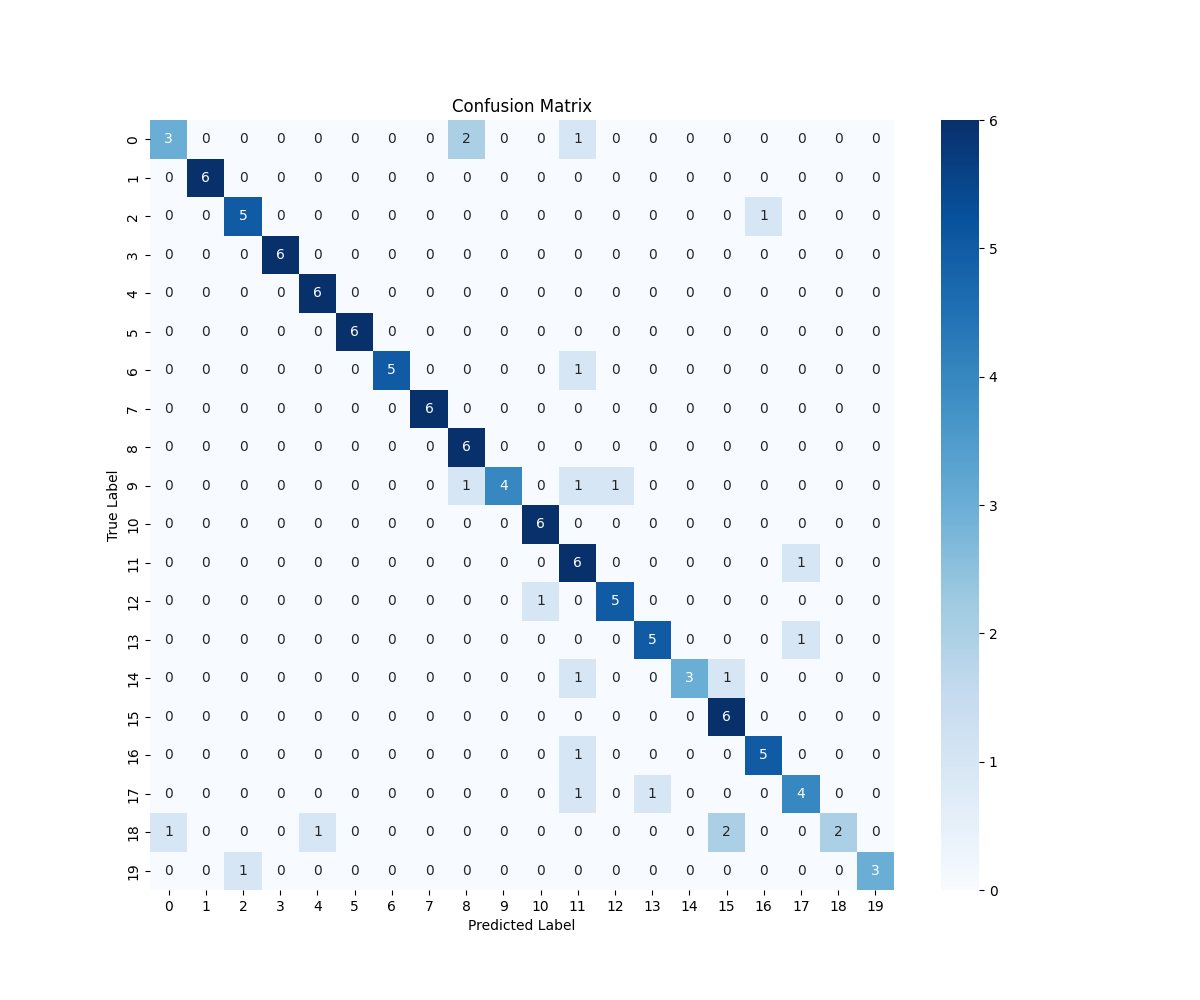 Confusion Matrix
0 3 0 0 0 0 0 0 0 2 0 0 1 0 0 0 0 0 0 0 0
1 0 6 0 0 0 0 0 0 0 0 0 0 0 0 0 0 0 0 0 0
2 0 0 5 0 0 0 0 0 0 0 0 0 0 0 0 0 1 0 0 0
3 0 0 0 6 0 0 0 0 0 0 0 0 0 0 0 0 0 0 0 0
4 0 0 0 0 6 0 0 0 0 0 0 0 0 0 0 0 0 0 0 0
5 0 0 0 0 0 6 0 0 0 0 0 0 0 0 0 0 0 0 0 0
6 0 0 0 0 0 0 5 0 0 0 0 1 0 0 0 0 0 0 0 0
7 0 0 0 0 0 0 0 6 0 0 0 0 0 0 0 0 0 0 0 0
8 0 0 0 0 0 0 0 0 6 0 0 0 0 0 0 0 0 0 0 0
9 0 0 0 0 0 0 0 0 1 4 0 1 1 0 0 0 0 0 0 0
10 0 0 0 0 0 0 0 0 0 0 6 0 0 0 0 0 0 0 0 0
11 0 0 0 0 0 0 0 0 0 0 0 6 0 0 0 0 0 1 0 0
12 0 0 0 0 0 0 0 0 0 0 1 0 5 0 0 0 0 0 0 0
13 0 0 0 0 0 0 0 0 0 0 0 0 0 5 0 0 0 1 0 0
14 0 0 0 0 0 0 0 0 0 0 0 1 0 0 3 1 0 0 0 0
15 0 0 0 0 0 0 0 0 0 0 0 0 0 0 0 6 0 0 0 0
16 0 0 0 0 0 0 0 0 0 0 0 1 0 0 0 0 5 0 0 0
17 0 0 0 0 0 0 0 0 0 0 0 1 0 1 0 0 0 4 0 0
18 1 0 0 0 1 0 0 0 0 0 0 0 0 0 0 2 0 0 2 0
19 0 0 1 0 0 0 0 0 0 0 0 0 0 0 0 0 0 0 0 3
0 1 2 3 4 5 6 7 8 9 10 11 12 13 14 15 16 17 18 19
Predicted Label
True Label
6
5
4
3
2
1
0